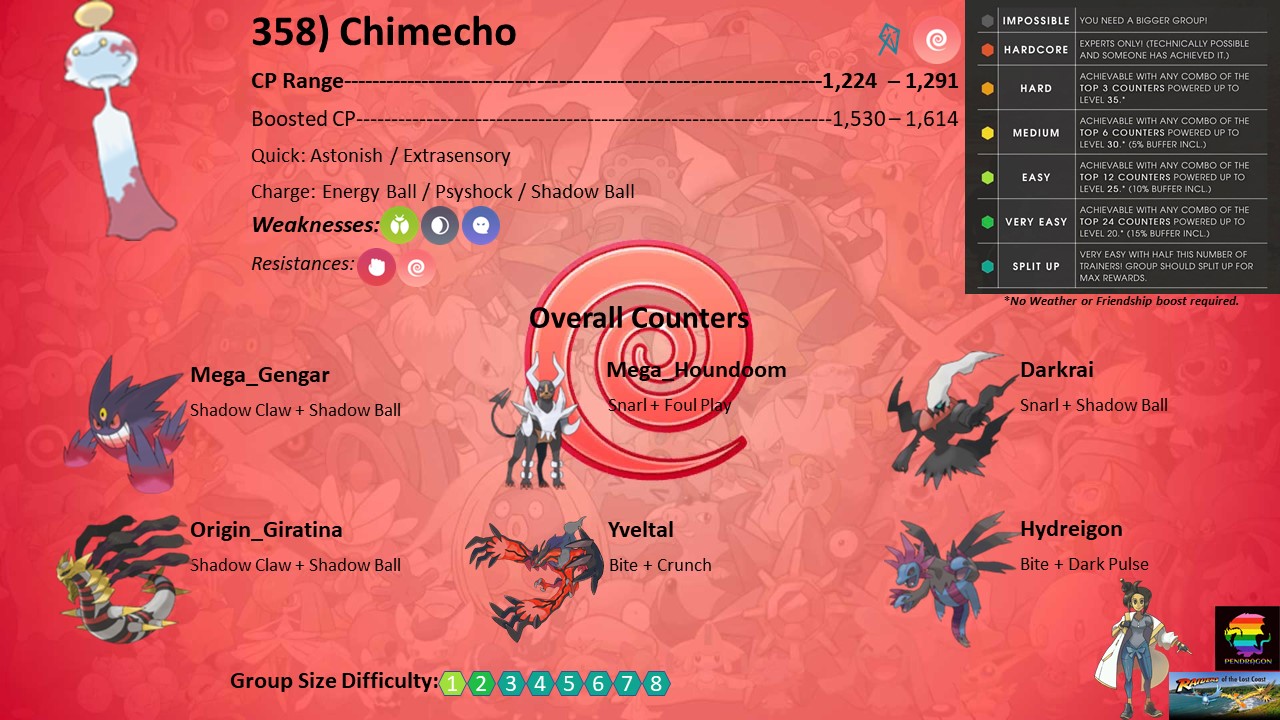 358) Chimecho
CP Range--------------------------------------------------------------------------------1,224 – 1,291
Boosted CP--------------------------------------------------------------------------------1,530 – 1,614
Quick: Astonish / Extrasensory
Charge: Energy Ball / Psyshock / Shadow Ball
Weaknesses:
Resistances:
IMPOSSIBLE YOU NEED A BIGGER GROUP!
HARDCORE EXPERTS ONLY! (TECHNICALLY POSSIBLE
AND SOMEONE HAS ACHIEVED IT.)
HARD ACHIEVABLE WITH ANY COMBO OF THE
TOP 3 COUNTERS POWERED UP TO
LEVEL 35.*
MEDIUM ACHIEVABLE WITH ANY COMBO OF THE
TOP 6 COUNTERS POWERED UP TO
LEVEL 30.* (5% BUFFER INCL.)
EASY ACHIEVABLE WITH ANY COMBO OF THE
TOP 12 COUNTERS POWERED UP TO
LEVEL 25.* (10% BUFFER INCL.)
VERY EASY ACHIEVABLE WITH ANY COMBO OF THE
TOP 24 COUNTERS POWERED UP TO
LEVEL 20.* (15% BUFFER INCL.)
SPLIT UP VERY EASY WITH HALF THIS NUMBER OF
TRAINERS! GROUP SHOULD SPLIT UP FOR
MAX REWARDS.
*No Weather or Friendship boost required.
Overall Counters
Mega_Gengar
Shadow Claw + Shadow Ball
Mega_Houndoom
Snarl + Foul Play
Darkrai
Snarl + Shadow Ball
Origin_Giratina
Shadow Claw + Shadow Ball
Yveltal
Bite + Crunch
Hydreigon
Bite + Dark Pulse
Group Size Difficulty: 1 2 3 4 5 6 7 8
PENDROGON
RAIDERS of the Lost Coast